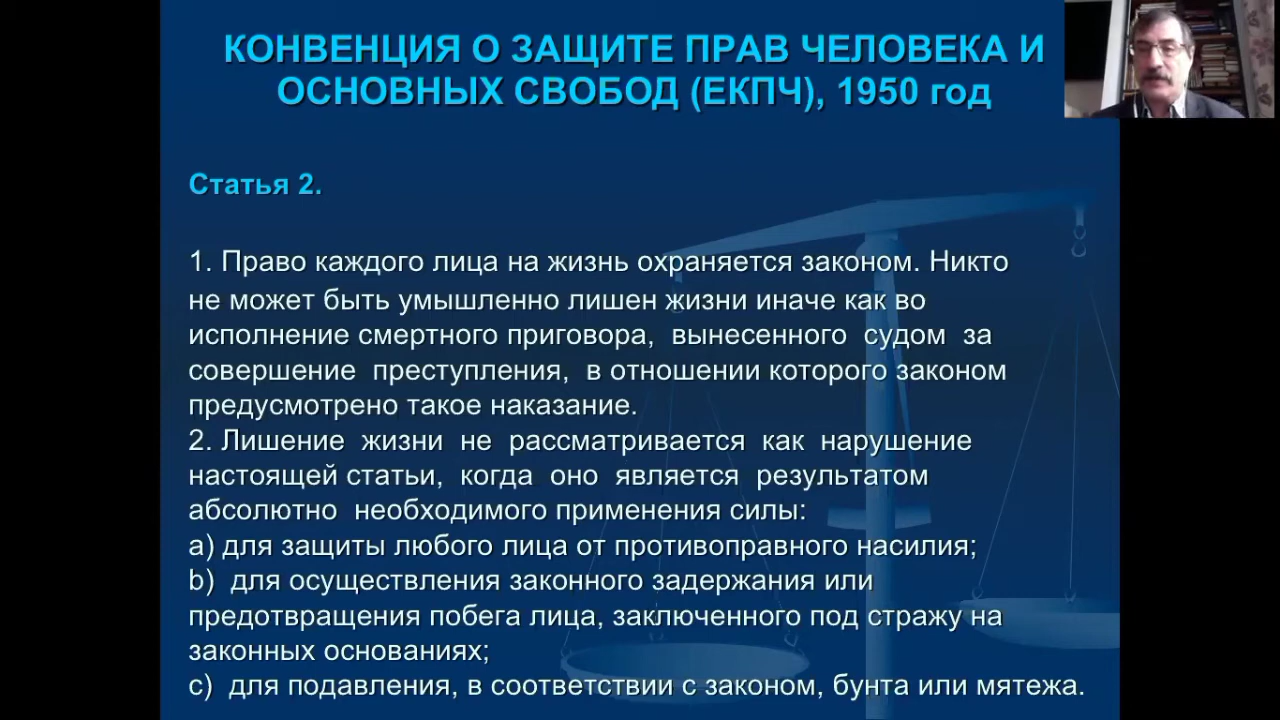 КОНВЕНЦИЯ О ЗАЩИТЕ ПРАВ ЧЕЛОВЕКА И
ОСНОВНЫХ СВОБОД (ЕКПЧ), 1950 год
Статья 2.
1. Право каждого лица на жизнь охраняется законом. Никто
не может быть умышленно лишен жизни иначе как во
исполнение смертного приговора, вынесенного судом за
совершение преступления, в отношении которого законом
предусмотрено такое наказание.
2. Лишение жизни не рассматривается как нарушение
настоящей статьи, когда оно является результатом
абсолютно необходимого применения силы:
a) для защиты любого лица от противоправного насилия;
b) для осуществления законного задержания или
предотвращения побега лица, заключенного под стражу на
законных основаниях;
c) для подавления, в соответствии с законом, бунта или мятежа.